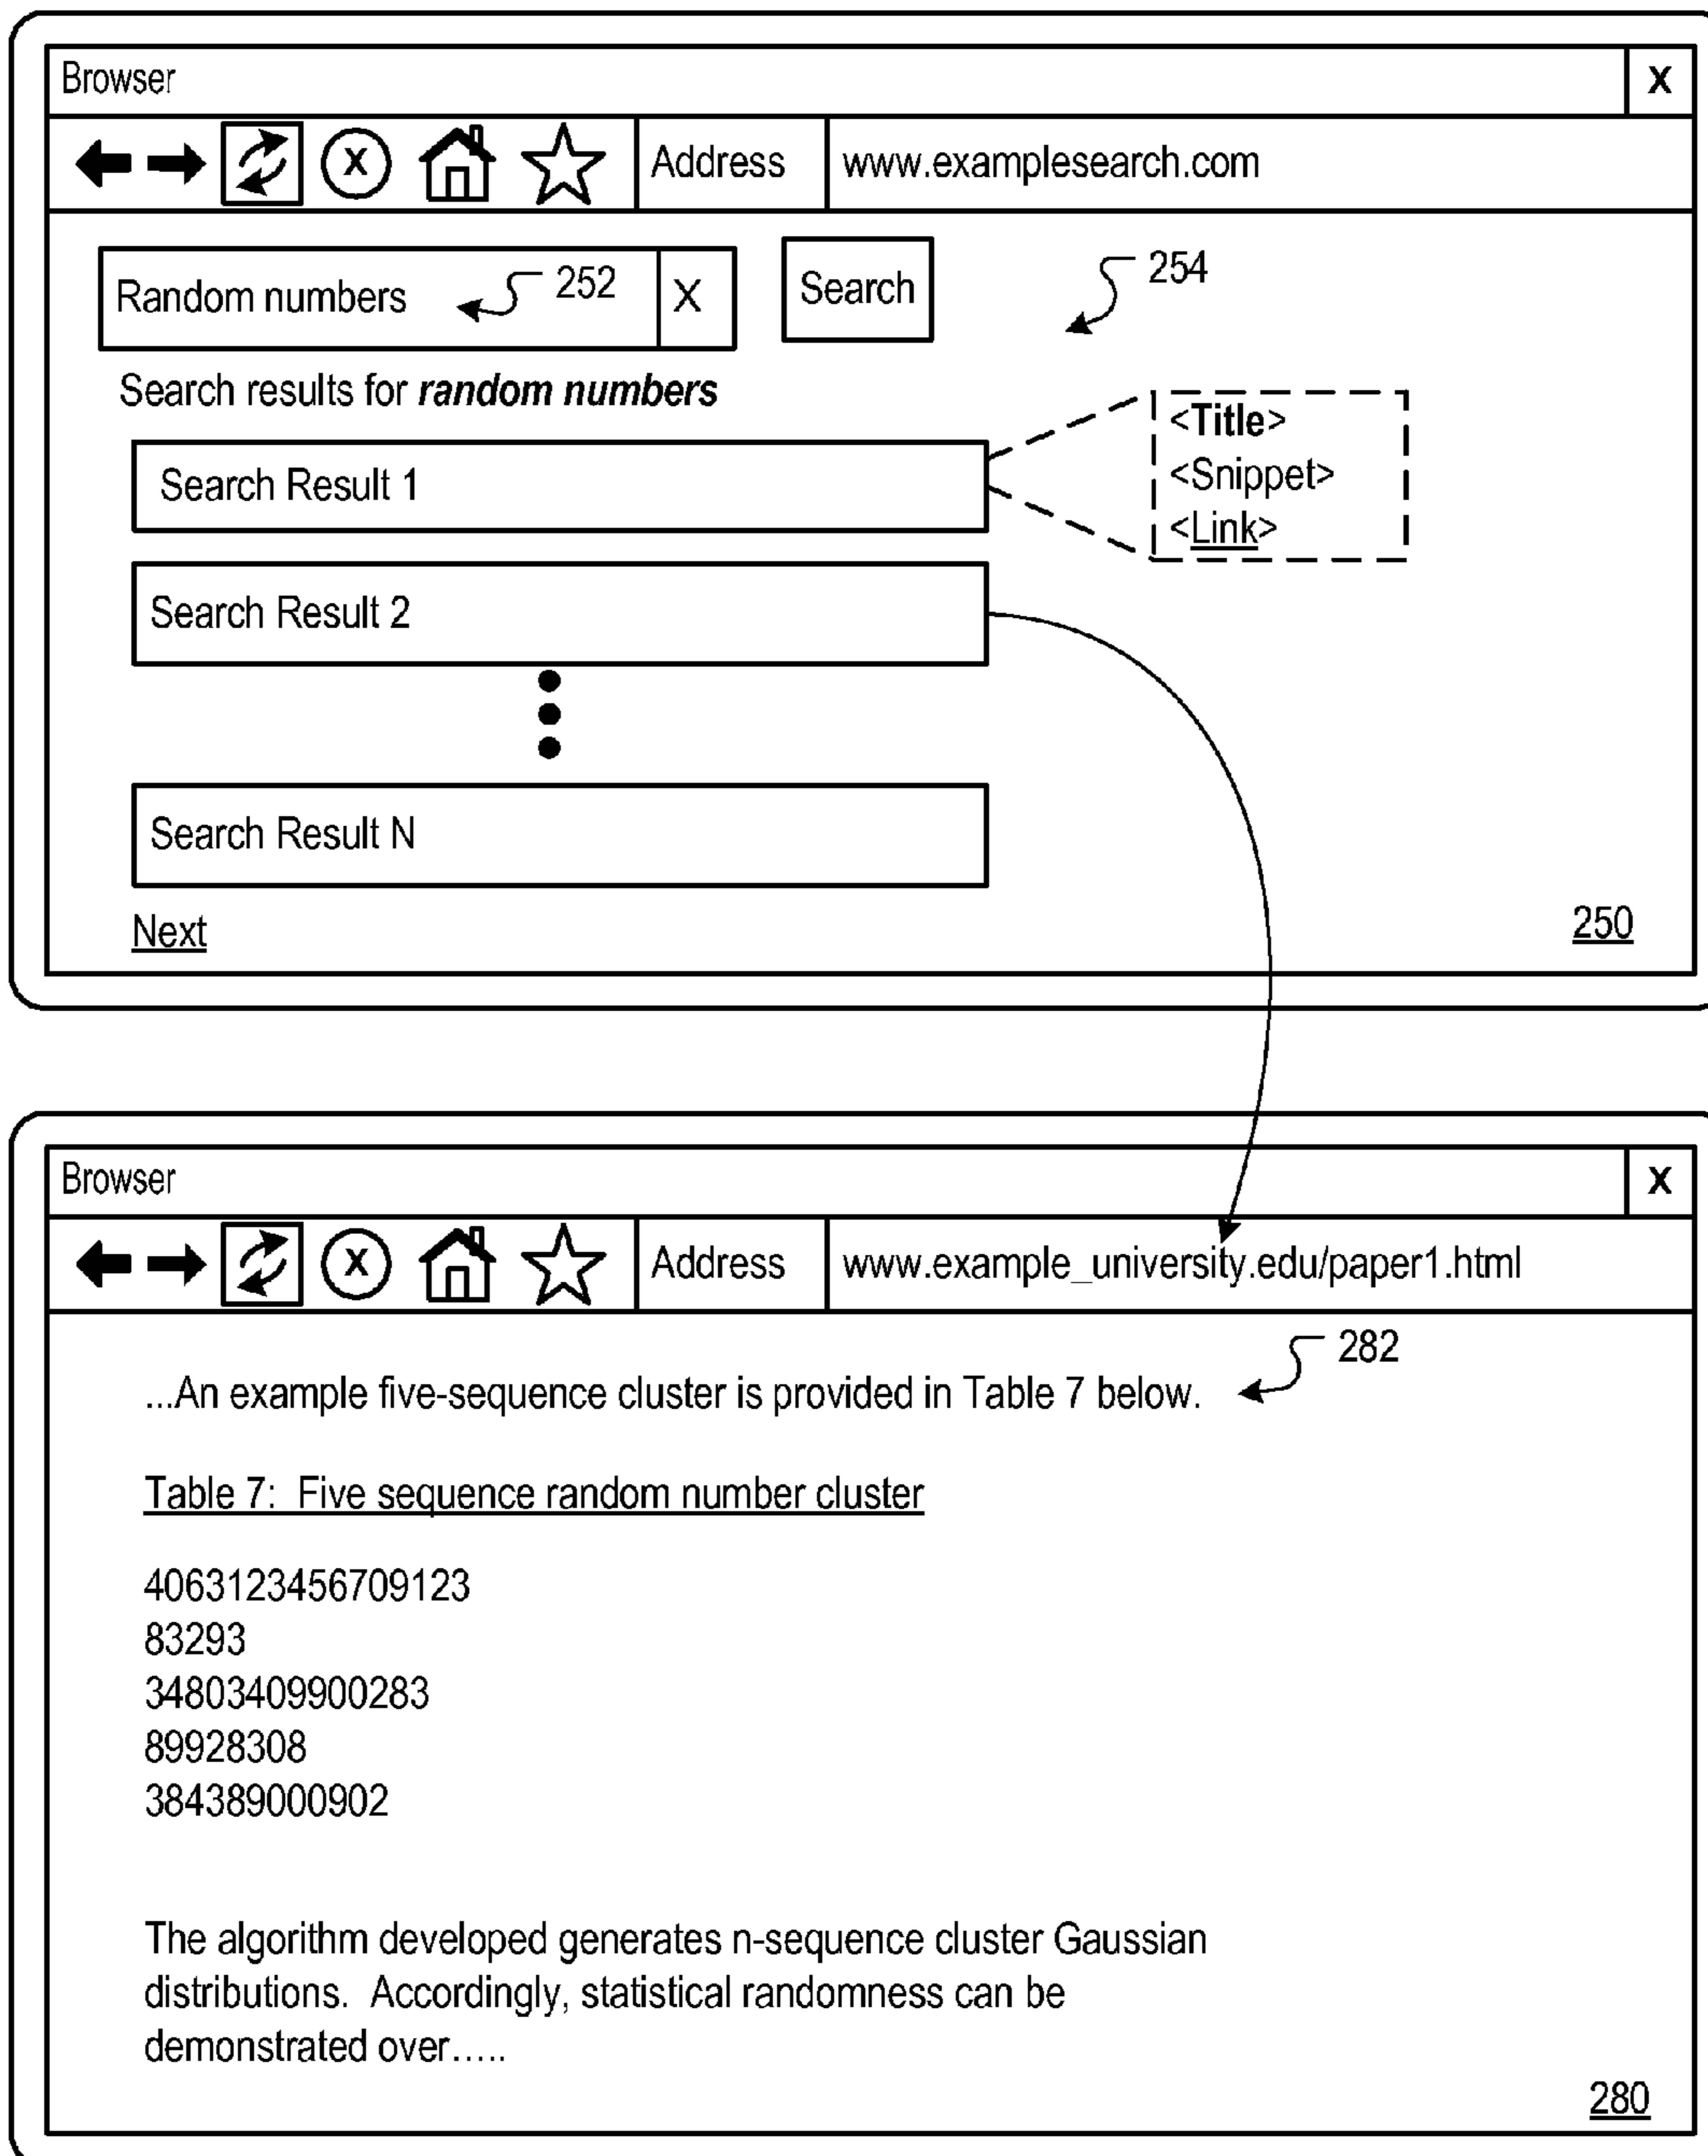 Browser X
X Address www.examplesearch.com
Random numbers 252 X Search 254
Search results for random numbers
<Title>
<Snippet>
<Link>
Search Result 1
Search Result 2
Search Result N
Next
250
Browser X
X Address www.example_university.edu/paper1.html
282
...An example five-sequence cluster is provided in Table 7 below.
Table 7: Five sequence random number cluster
4063123456709123
83293
34803409900283
89928308
384389000902
The algorithm developed generates n-sequence cluster Gaussian
distributions. Accordingly, statistical randomness can be
demonstrated over.....
280